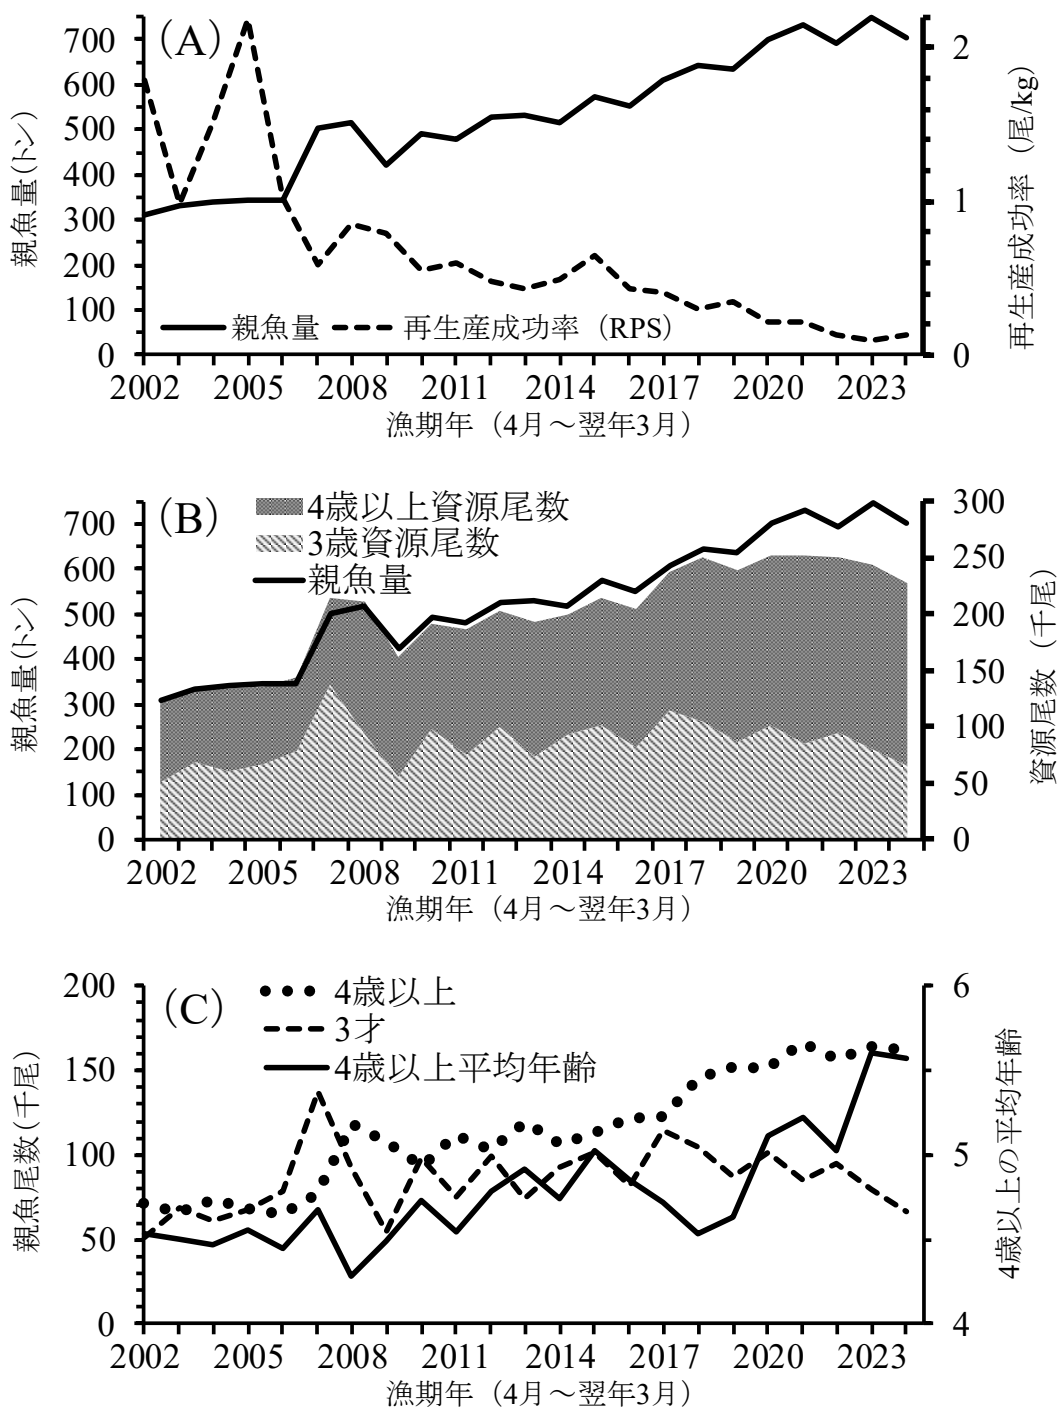 (A)
700
600
500
400
300
200
100
0
親魚量(トン)
2
1
0
再生産成功率 (尾/kg)
親魚量 再生産成功率 (RPS)
2002 2005 2008 2011 2014 2017 2020 2023
漁期年 (4月～翌年3月)
(B)
4歳以上資源尾数
3歳資源尾数
親魚量
700
600
500
400
300
200
100
0
親魚量(トン)
300
250
200
150
100
50
0
資源尾数 (千尾)
2002 2005 2008 2011 2014 2017 2020 2023
漁期年 (4月～翌年3月)
(C)
4歳以上
3才
4歳以上平均年齢
200
150
100
50
0
親魚尾数(千尾)
6
5
4
4歳以上の平均年齢
2002 2005 2008 2011 2014 2017 2020 2023
漁期年 (4月～翌年3月)